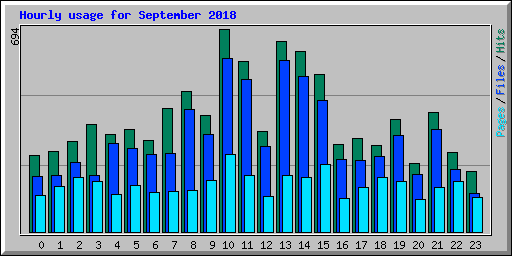 Hourly usage for September 2018
694
Pages/Files/Hits
0 1 2 3 4 5 6 7 8 9 10 11 12 13 14 15 16 17 18 19 20 21 22 23